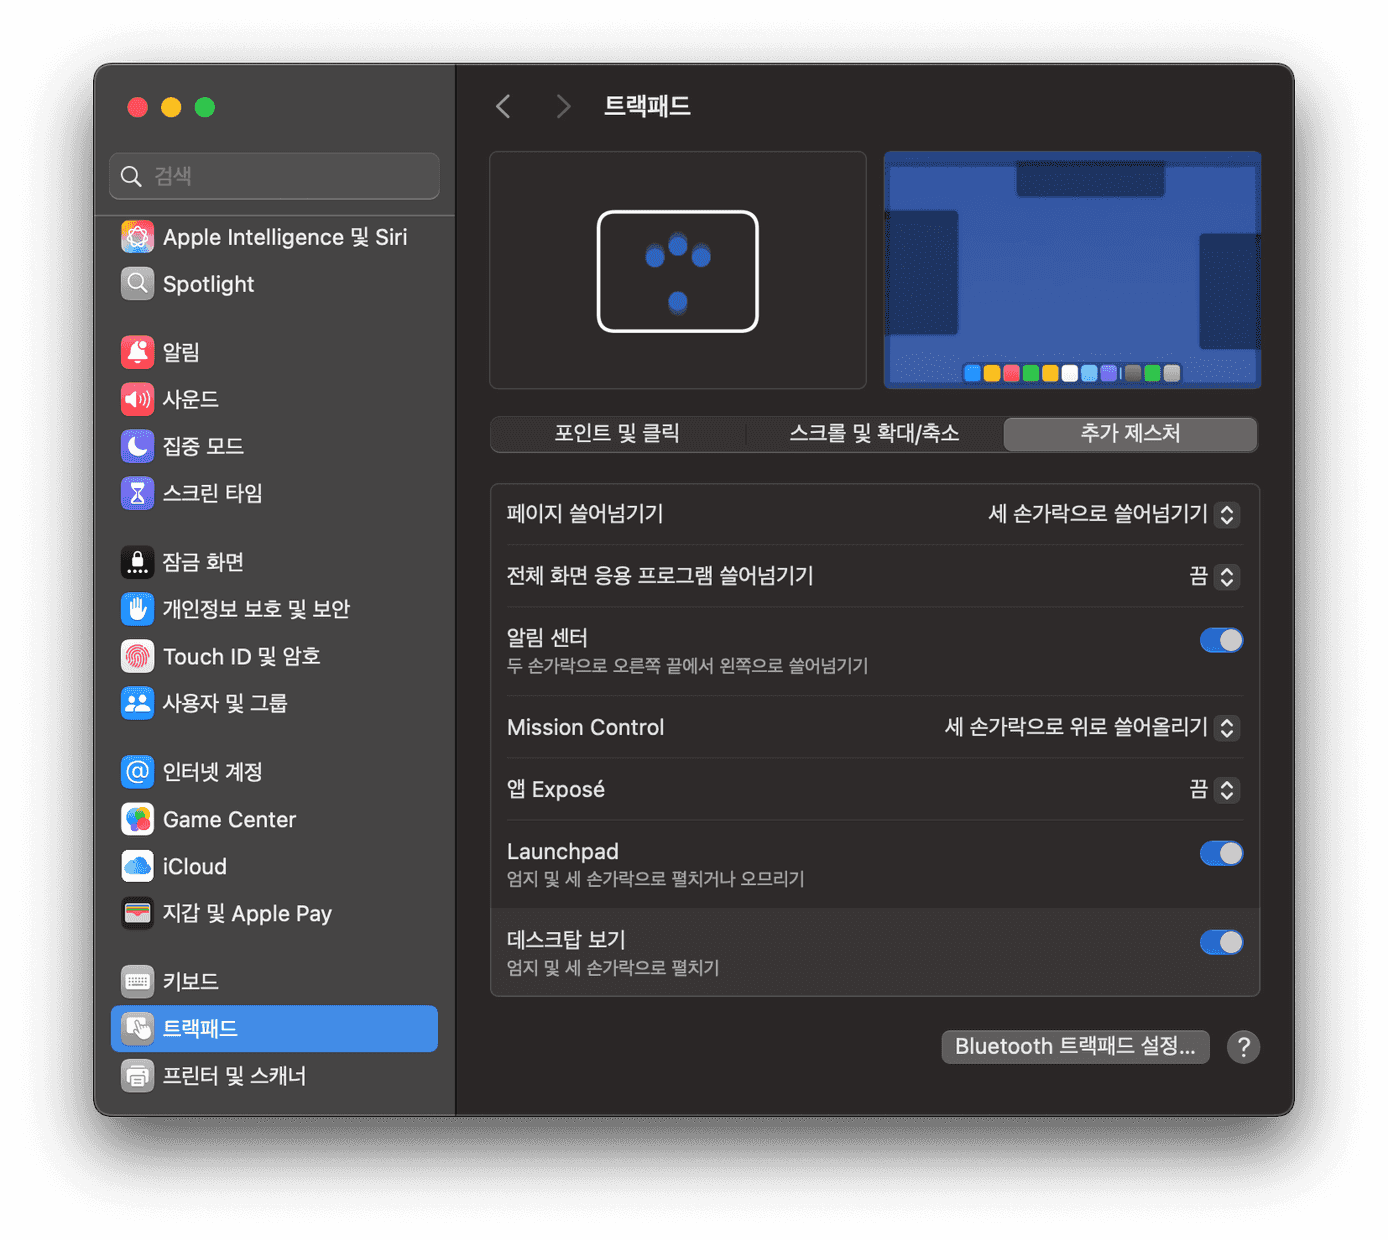 트랙패드
검색
Apple Intelligence 및 Siri
Spotlight
알림
사운드
집중 모드
스크린 타임
잠금 화면
개인정보 보호 및 보안
Touch ID 및 암호
사용자 및 그룹
인터넷 계정
Game Center
iCloud
지갑 및 Apple Pay
키보드
트랙패드
프린터 및 스캐너
포인트 및 클릭
스크롤 및 확대/축소
추가 제스처
페이지 쓸어넘기기
세 손가락으로 쓸어넘기기
전체 화면 응용 프로그램 쓸어넘기기
끔
알림 센터
두 손가락으로 오른쪽 끝에서 왼쪽으로 쓸어넘기기
Mission Control
세 손가락으로 위로 쓸어올리기
앱 Exposé
끔
Launchpad
엄지 및 세 손가락으로 펼치거나 오므리기
데스크탑 보기
엄지 및 세 손가락으로 펼치기
Bluetooth 트랙패드 설정...
?